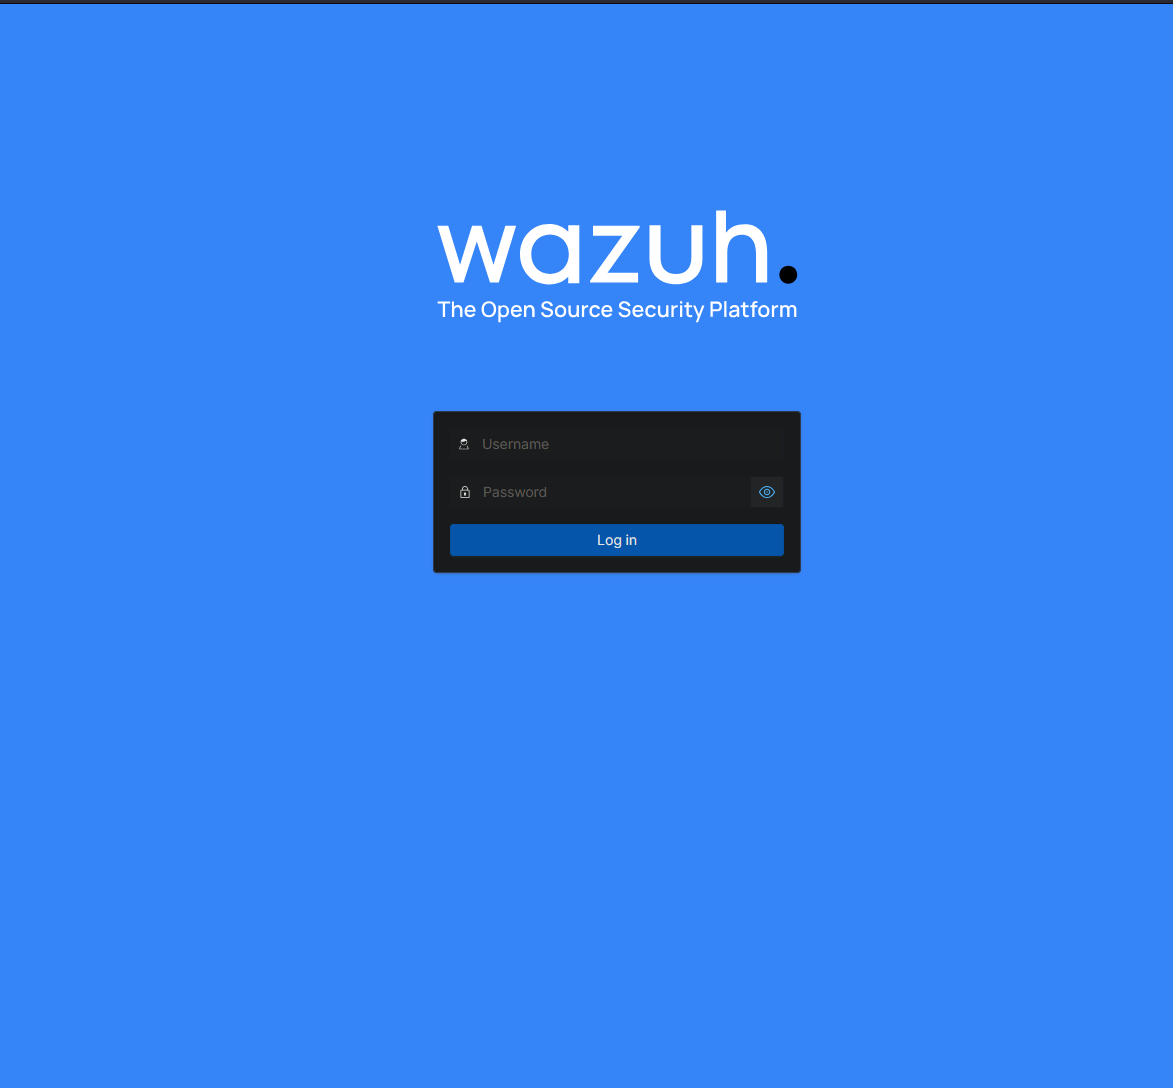 wazuh.
The Open Source Security Platform
Username
Password
Log in